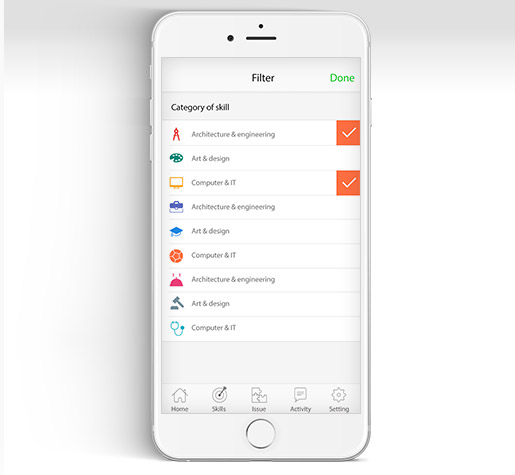 Filter Done
Category of skill
Architecture & engineering
Art & design
Computer & IT
Architecture & engineering
Art & design
Computer & IT
Architecture & engineering
Art & design
Computer & IT
Home Skills Issue Activity Setting